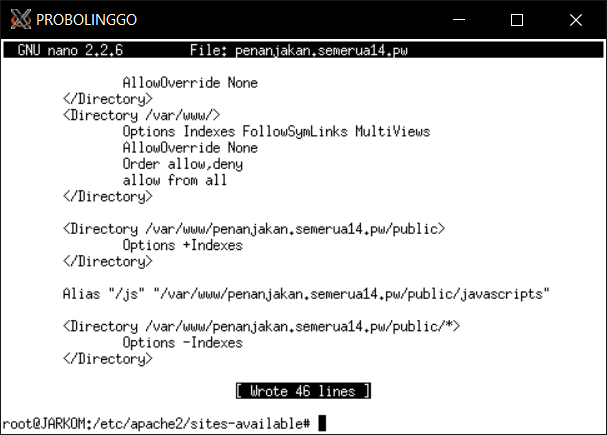 PROBOLINGGO
GNU nano 2.2.6 File: penanjakan.semerua14.pw
AllowOverride None
</Directory>
<Directory /var/www/>
Options Indexes FollowSymLinks MultiViews
AllowOverride None
Order allow,deny
allow from all
</Directory>
<Directory /var/www/penanjakan.semerua14.pw/public>
Options +Indexes
</Directory>
Alias "/js" "/var/www/penanjakan.semerua14.pw/public/javascripts"
<Directory /var/www/penanjakan.semerua14.pw/public/*>
Options -Indexes
</Directory>
[ Wrote 46 lines ]
root@JARKOM:/etc/apache2/sites-available#